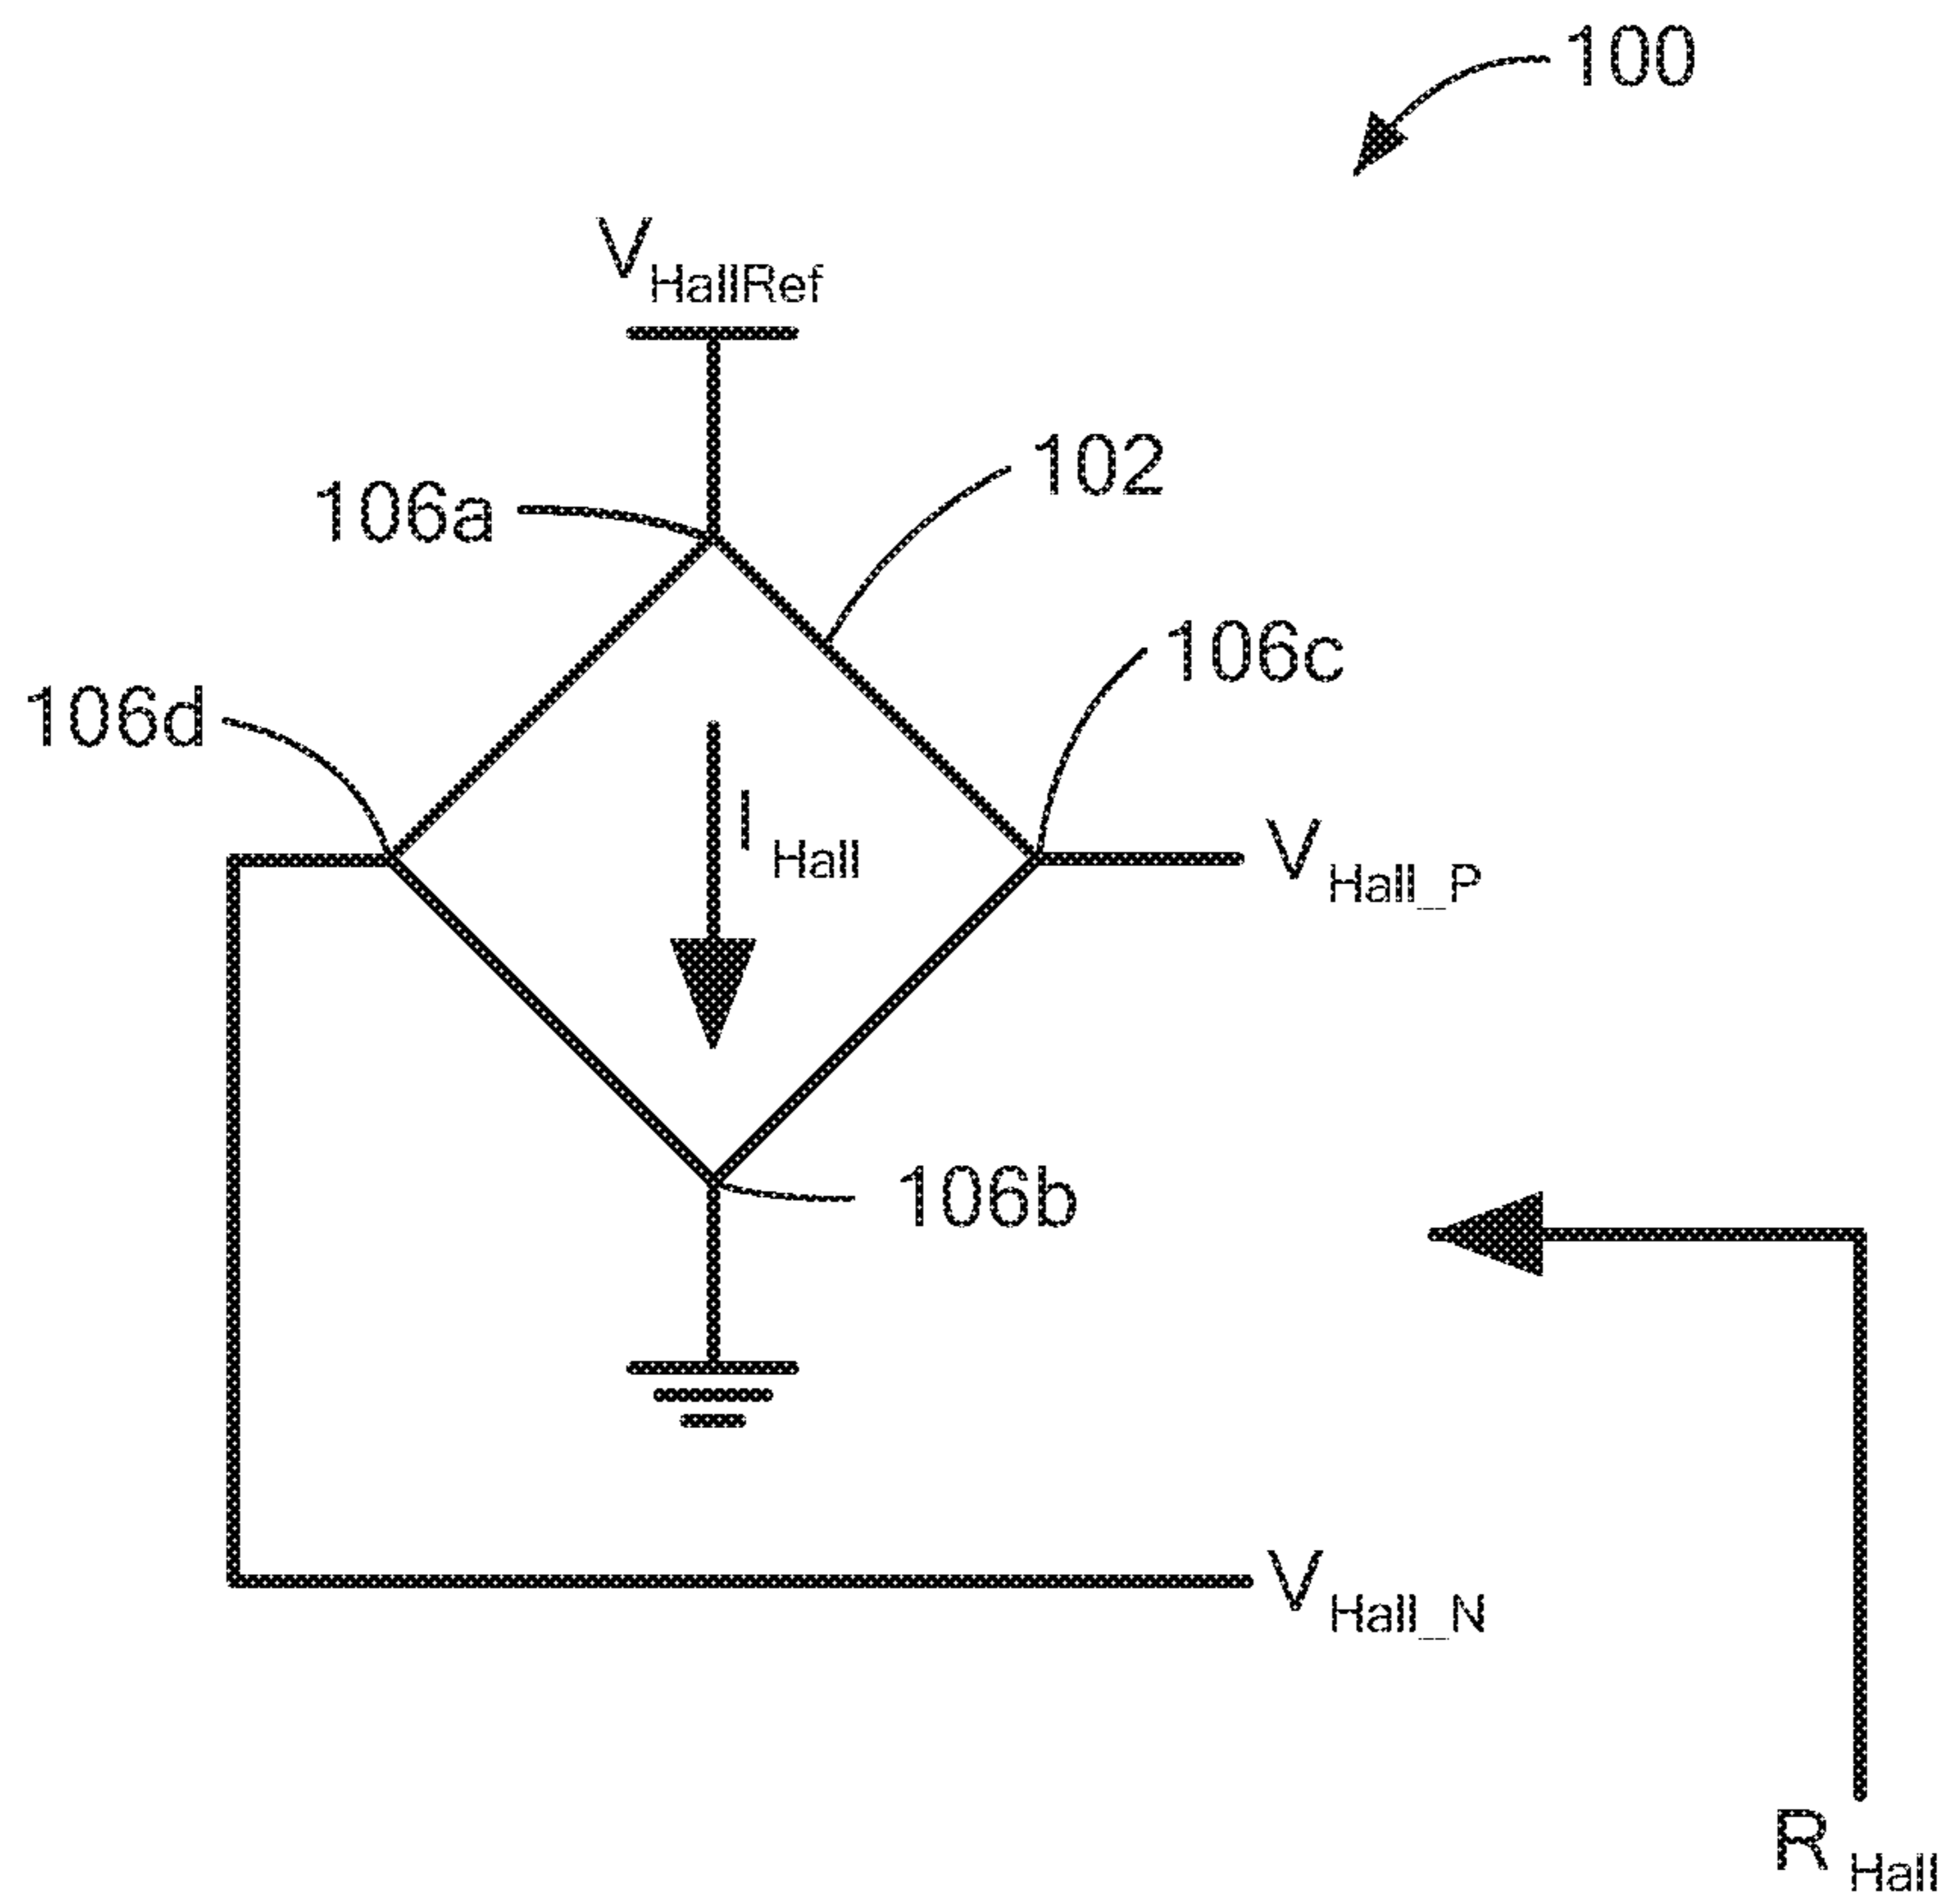 100
V HallRef
102
106a
106c
106d
I Hall
V Hall_P
106b
V Hall_N
R Hall